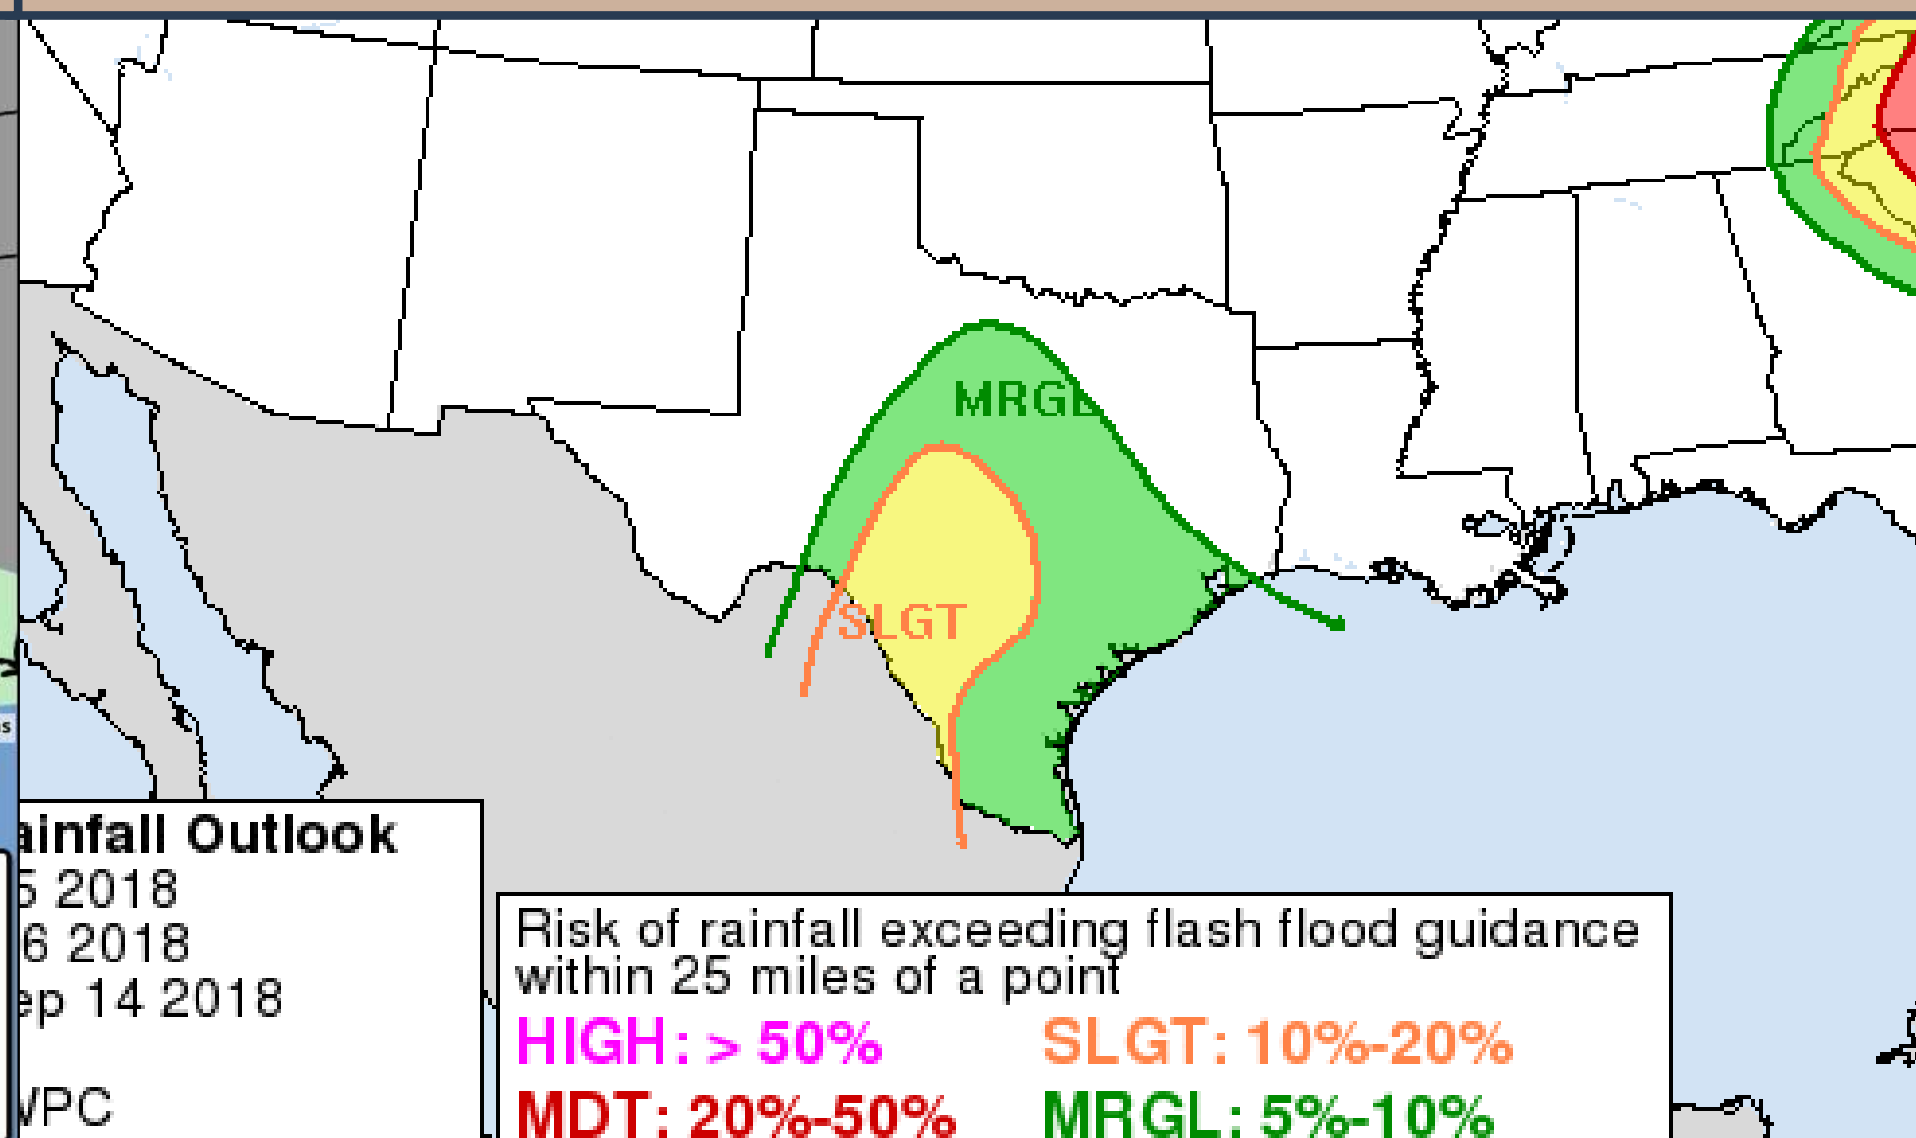 MRGL
SLGT
ainfall Outlook
5 2018
6 2018
ep 14 2018
WPC
Risk of rainfall exceeding flash flood guidance
within 25 miles of a point
HIGH: > 50% SLGT: 10%-20%
MDT: 20%-50% MRGL: 5%-10%